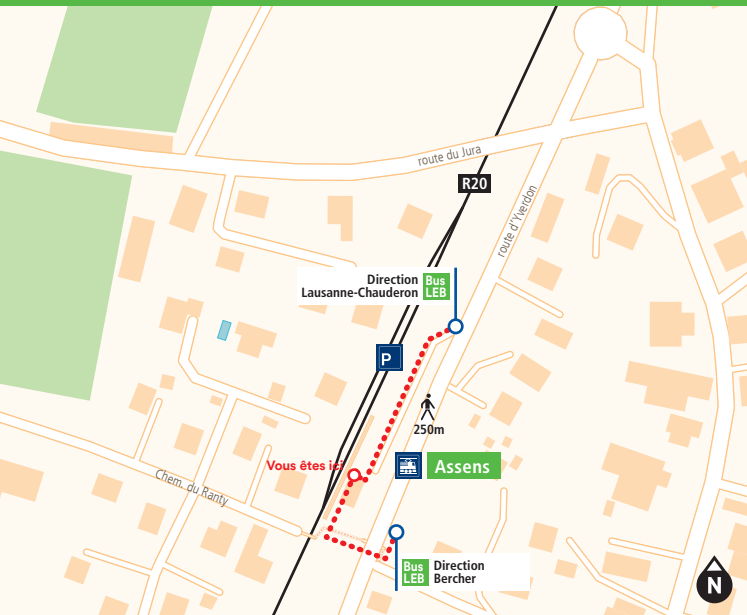 route du Jura
R20
route d'Yverdon
Direction
Lausanne-Chauderon
Bus
LEB
P
250m
Vous êtes ici
Assens
Chem. du Ranty
Bus
LEB
Direction
Bercher
N